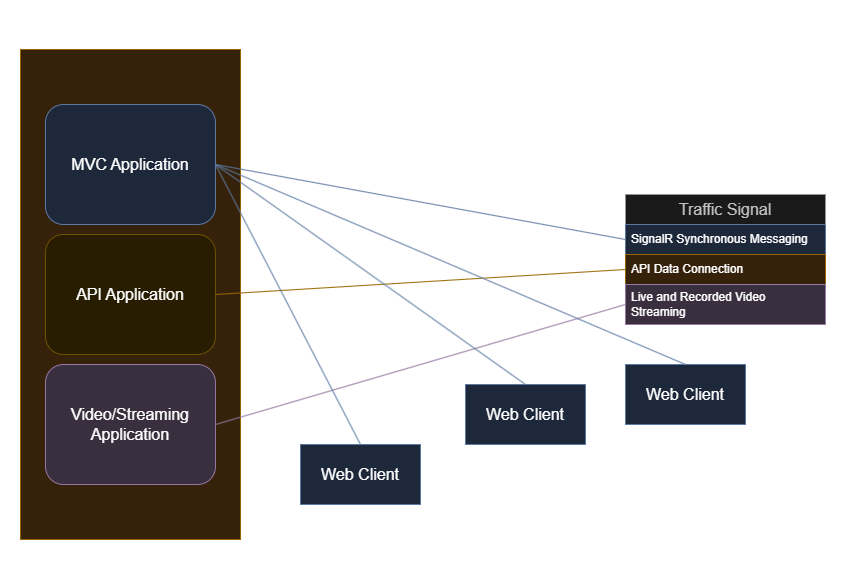 MVC Application
API Application
Video/Streaming
Application
Traffic Signal
SignalR Synchronous Messaging
API Data Connection
Live and Recorded Video
Streaming
Web Client
Web Client
Web Client